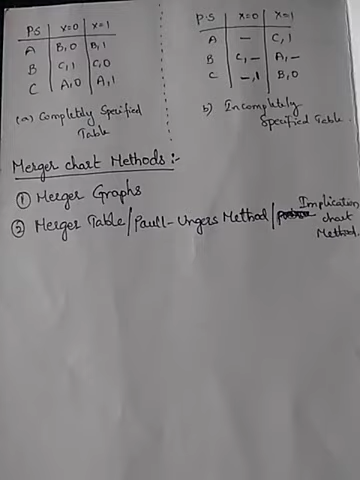 PS x=0 x=1
A B,0 B,1
B C,1 C,0
C A,0 A,1
(a) Completely Specified
Table
P.S x=0 x=1
A — C,1
B C,— A,—
C —,1 B,0
b) Incompletely
Specified Table.
Merger chart Methods:-
① Merger Graphs
② Merger Table/Paull-Ungers Method/ Implication
chart
Method.